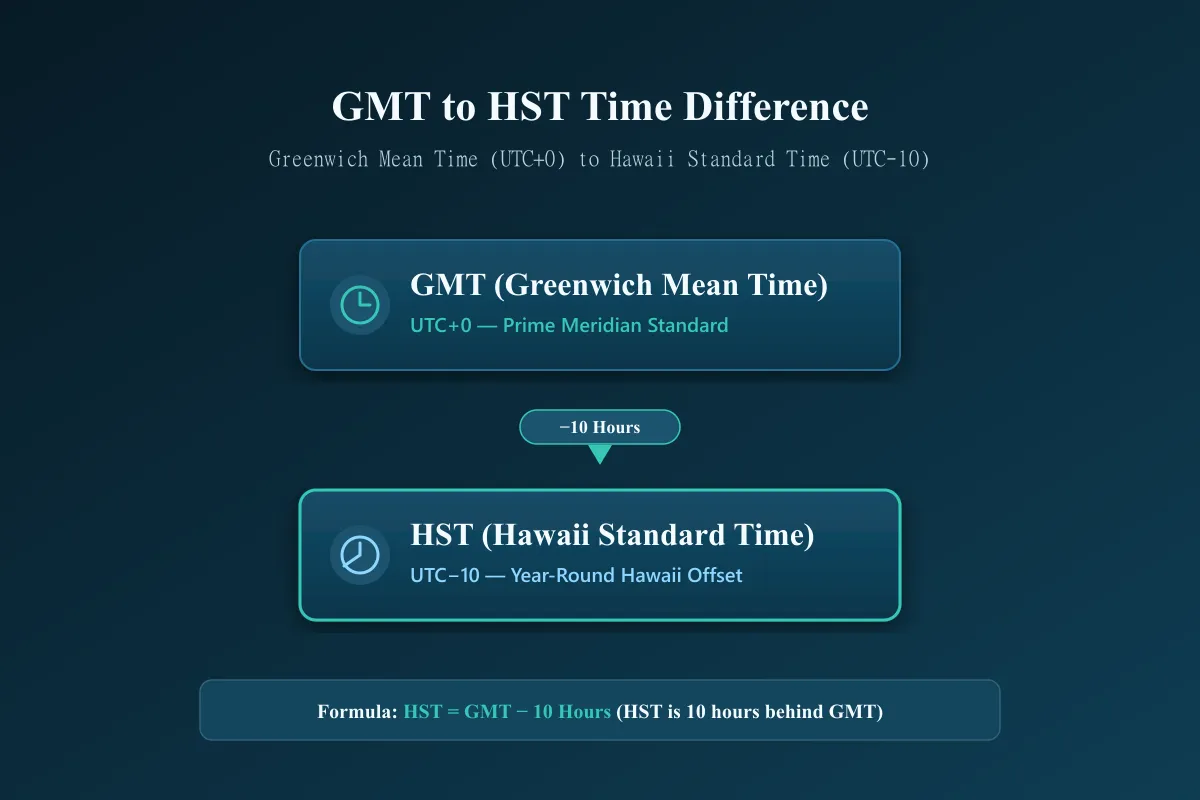 GMT to HST Time Difference
Greenwich Mean Time (UTC+0) to Hawaii Standard Time (UTC-10)
GMT (Greenwich Mean Time)
UTC+0 — Prime Meridian Standard
−10 Hours
HST (Hawaii Standard Time)
UTC−10 — Year-Round Hawaii Offset
Formula: HST = GMT − 10 Hours (HST is 10 hours behind GMT)